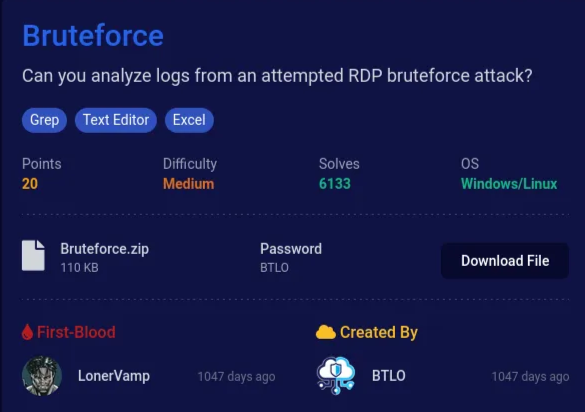 Bruteforce
Can you analyze logs from an attempted RDP bruteforce attack?
Grep Text Editor Excel
Points Difficulty Solves OS
20 Medium 6133 Windows/Linux
Bruteforce.zip Password
110 KB BTLO Download File
First-Blood Created By
LonerVamp 1047 days ago BTLO 1047 days ago